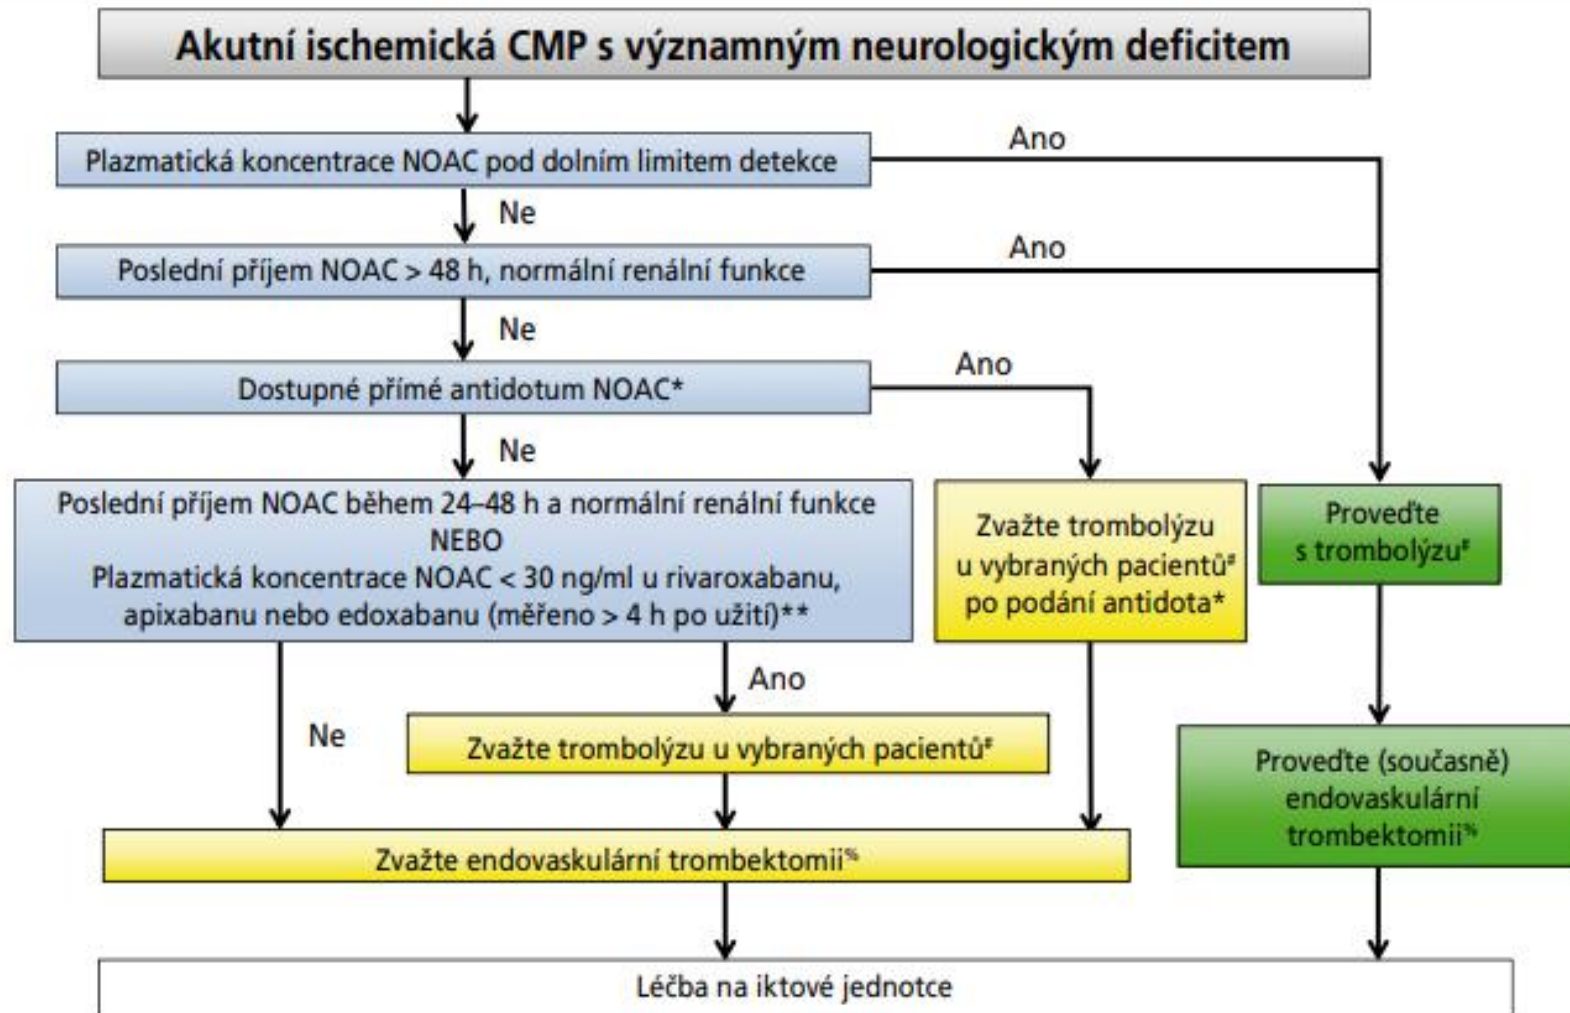 Akutní ischemická CMP s významným neurologickým deficitem
Plazmatická koncentrace NOAC pod dolním limitem detekce
Ano
Ne
Poslední příjem NOAC > 48 h, normální renální funkce
Ano
Ne
Dostupné přímé antidotum NOAC*
Ano
Ne
Poslední příjem NOAC během 24–48 h a normální renální funkce
NEBO
Plazmatická koncentrace NOAC < 30 ng/ml u rivaroxabanu,
apixabanu nebo edoxabanu (měřeno > 4 h po užití)**
Zvažte trombolýzu
u vybraných pacientů#
po podání antidota*
Proveďte
s trombolýzu#
Ne
Ano
Zvažte trombolýzu u vybraných pacientů#
Proveďte (současně)
endovaskulární
trombektomii%
Zvažte endovaskulární trombektomii%
Léčba na iktové jednotce